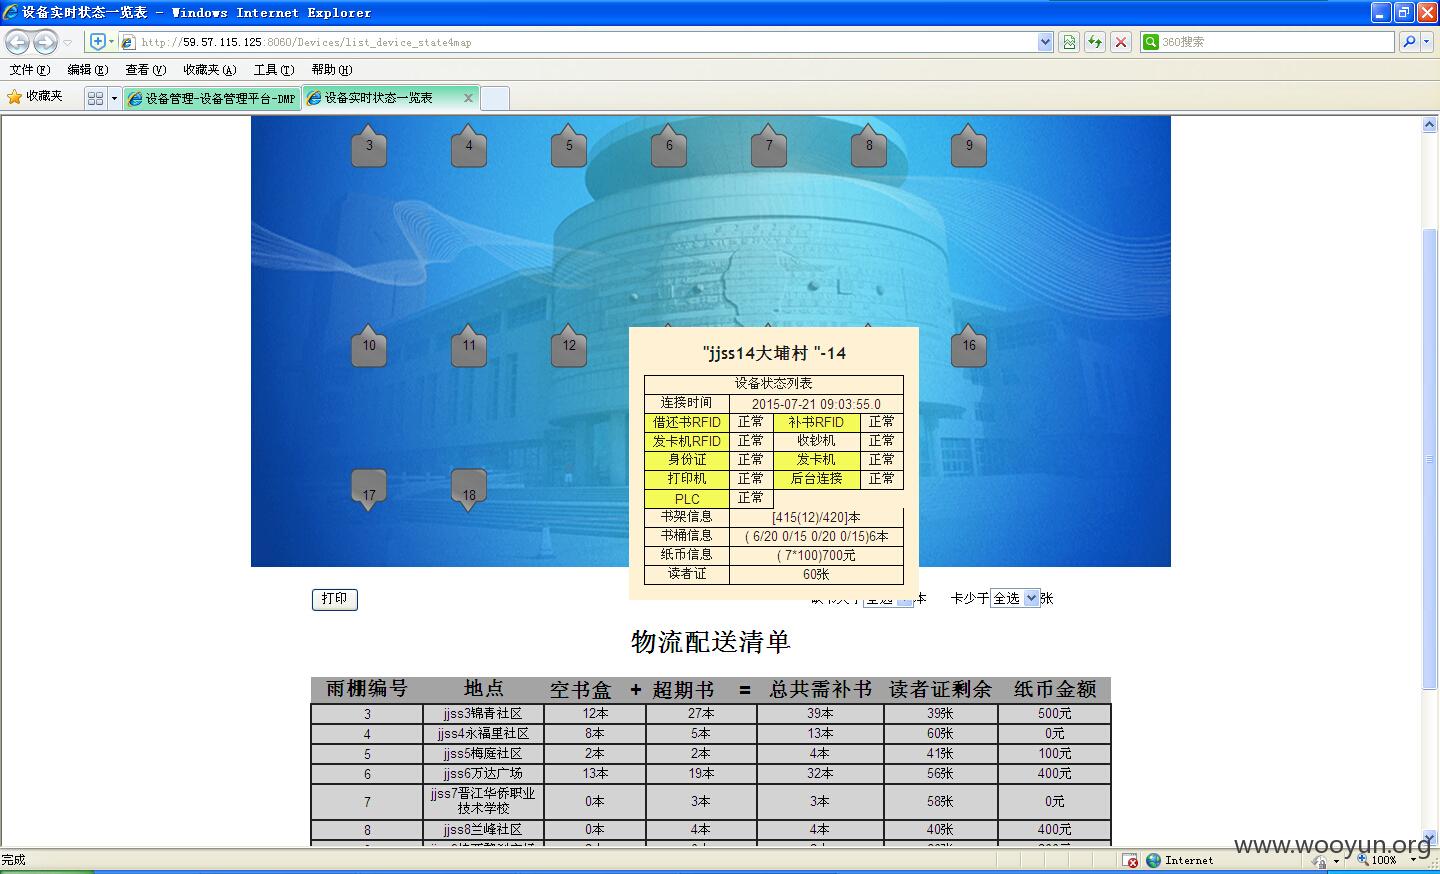 设备实时状态一览表 - Windows Internet Explorer
http://59.57.115.125:8060/Devices/list_device_state4map
360搜索
文件(F) 编辑(E) 查看(V) 收藏夹(A) 工具(T) 帮助(H)
收藏夹 设备管理-设备管理平台-DMP 设备实时状态一览表
3 4 5 6 7 8 9
10 11 12 16
17 18
"jjss14大埔村 "-14
设备状态列表
连接时间 2015-07-21 09:03:55.0
借还书RFID 正常 补书RFID 正常
发卡机RFID 正常 收钞机 正常
身份证 正常 发卡机 正常
打印机 正常 后台连接 正常
PLC 正常
书架信息 [415(12)/420]本
书桶信息 ( 6/20 0/15 0/20 0/15)6本
纸币信息 ( 7*100)700元
读者证 60张
打印 本 卡少于 全选 张
物流配送清单
雨棚编号 地点 空书盒 + 超期书 = 总共需补书 读者证剩余 纸币金额
3 jjss3锦青社区 12本 27本 39本 39张 500元
4 jjss4永福里社区 8本 5本 13本 60张 0元
5 jjss5梅庭社区 2本 2本 4本 41张 100元
6 jjss6万达广场 13本 19本 32本 56张 400元
7 jjss7晋江华侨职业
技术学校 0本 3本 3本 58张 0元
8 jjss8兰峰社区 0本 4本 4本 40张 400元
www.wooyun.org
完成 Internet 100%